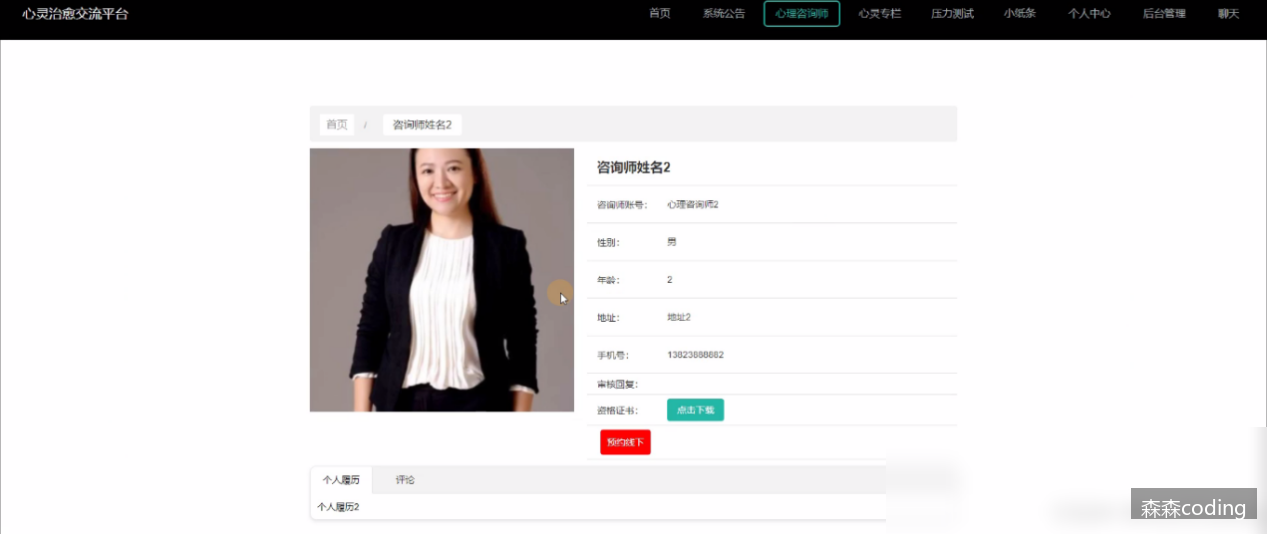 心灵治愈交流平台 首页 系统公告 心理咨询师 心灵专栏 压力测试 小纸条 个人中心 后台管理 聊天
首页 / 咨询师姓名2
咨询师姓名2
咨询师账号： 心理咨询师2
性别： 男
年龄： 2
地址： 地址2
手机号： 13823888882
审核回复：
资格证书： 点击下载
预约线下
个人履历 评论
个人履历2
森森coding